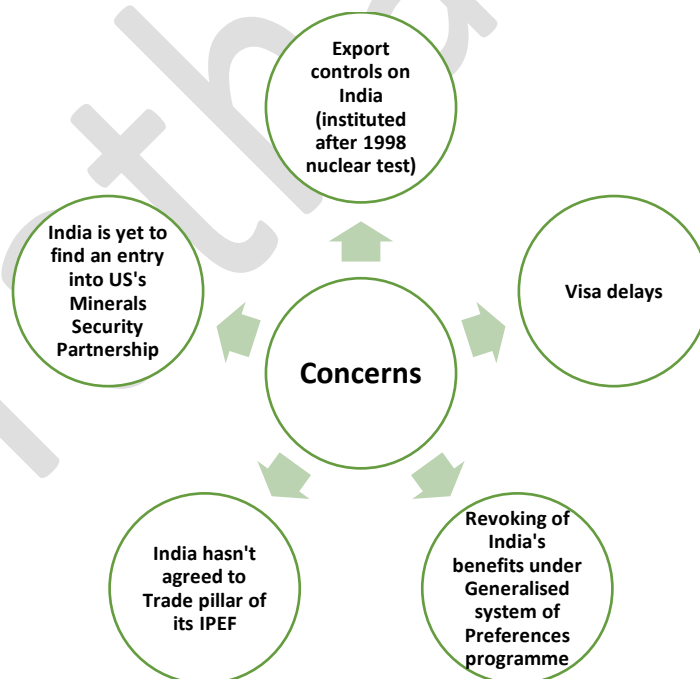 Export
controls on
India
(instituted
after 1998
nuclear test)
India is yet to
find an entry
into US's
Minerals
Security
Partnership
Visa delays
Concerns
India hasn't
agreed to
Trade pillar of
its IPEF
Revoking of
India's
benefits under
Generalised
system of
Preferences
programme